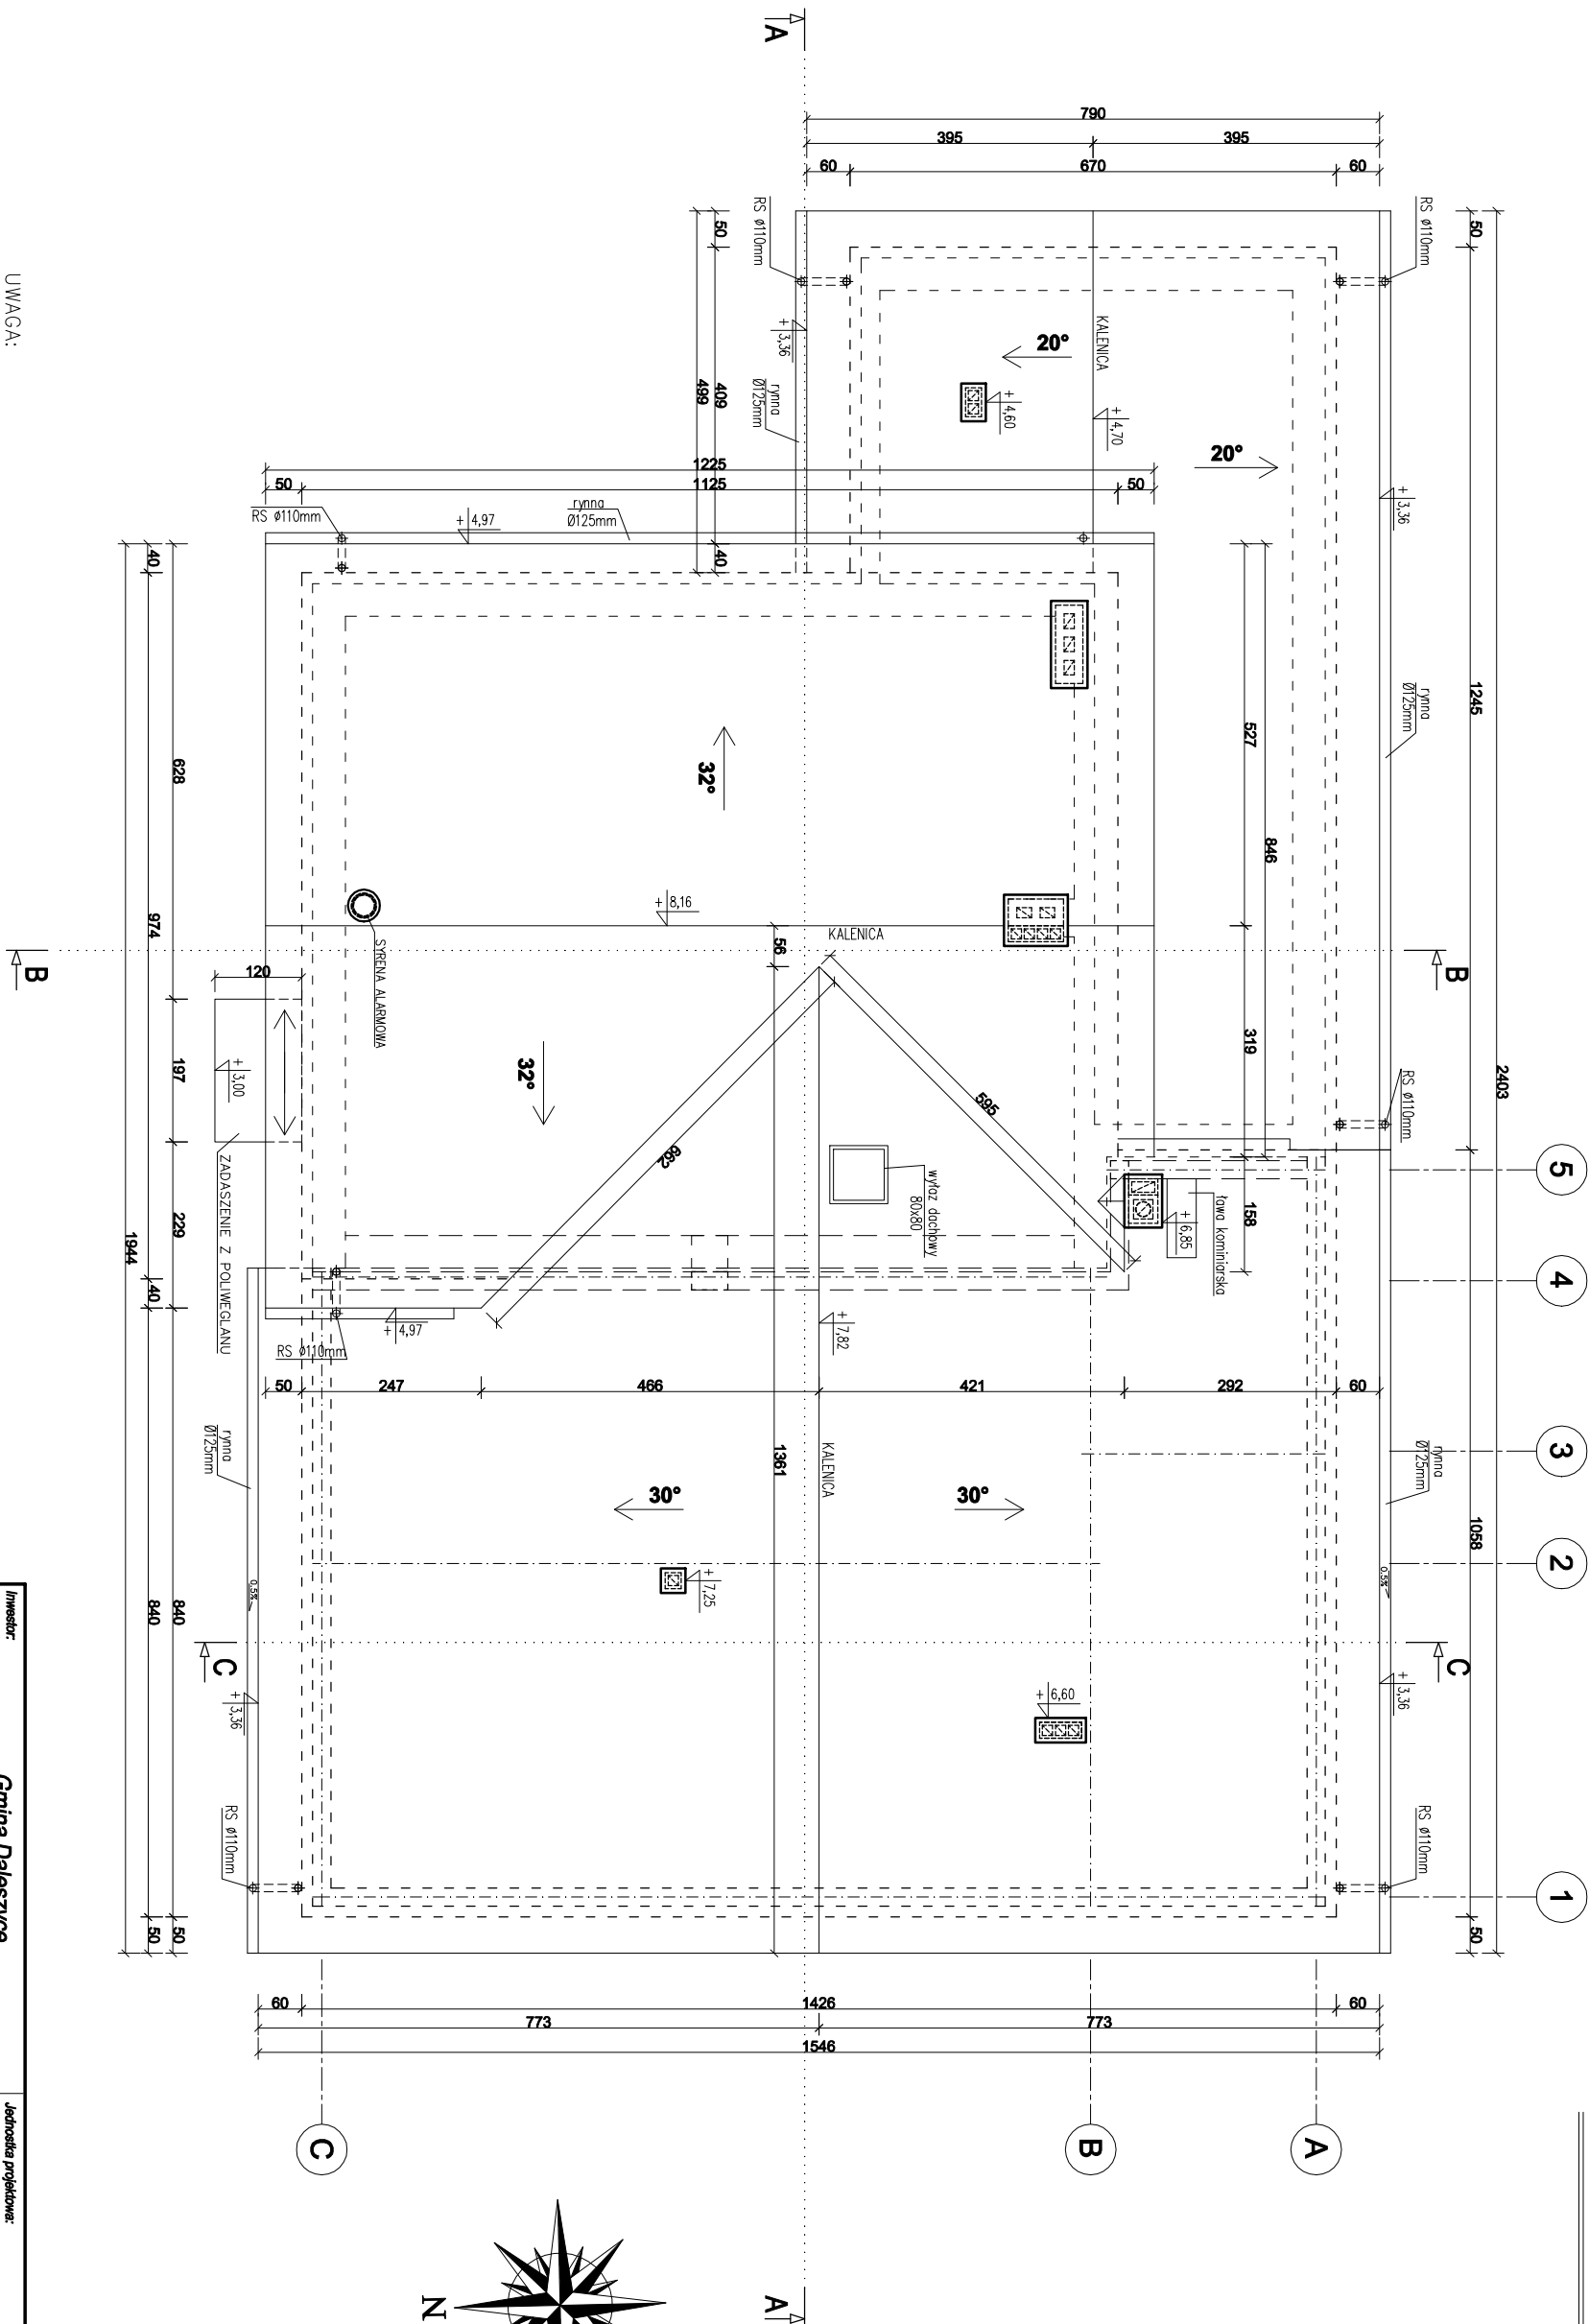 A
790
395
395
60
670
60
RS ø110mm
RS ø110mm
50
50
499
409
+3,36
rynna
Ø125mm
KALENICA
20°
+4,60
+4,70
20°
+3,36
1225
50
1125
50
RS ø110mm
+4,97
rynna
Ø125mm
40
40
628
974
1944
32°
rynna
Ø125mm
1245
2403
527
846
+8,16
KALENICA
56
SYRENA ALARMOWA
B
B
120
+3,00
197
229
40
ZADASZENIE Z POLIWEGLANU
32°
662
595
319
158
RS ø110mm
wyłaz dachowy
80x80
+6,85
ława kominiarska
5
4
3
2
1
+4,97
RS ø110mm
+7,82
50
247
466
421
292
60
rynna
Ø125mm
1361
KALENICA
rynna
Ø125mm
30°
30°
1058
0.5%
0.5%
+7,25
840
840
C
C
+3,36
+6,60
+3,36
RS ø110mm
RS ø110mm
50
50
50
60
1426
60
773
773
1546
C
B
A
N
A
UWAGA:
Inwestor:
Gmina Daleszyce
Jednostka projektowa: